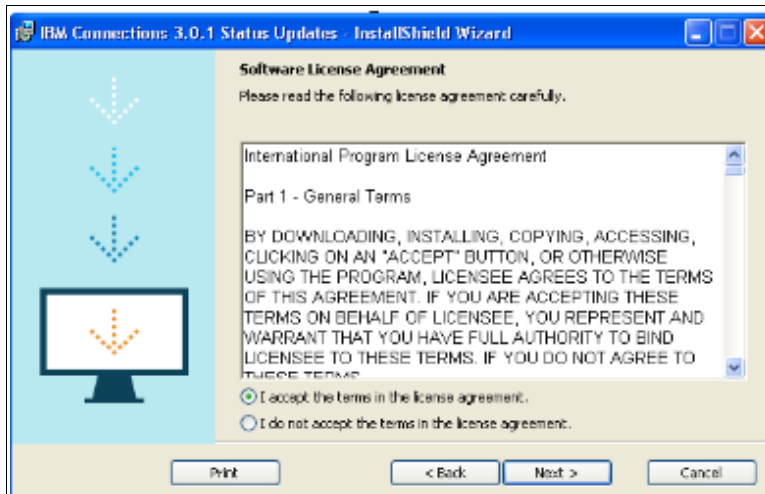 IBM Connections 3.0.1 Status Updates - InstallShield Wizard
Software License Agreement
Please read the following license agreement carefully.
International Program License Agreement
Part 1 - General Terms
BY DOWNLOADING, INSTALLING, COPYING, ACCESSING,
CLICKING ON AN "ACCEPT" BUTTON, OR OTHERWISE
USING THE PROGRAM, LICENSEE AGREES TO THE TERMS
OF THIS AGREEMENT. IF YOU ARE ACCEPTING THESE
TERMS ON BEHALF OF LICENSEE, YOU REPRESENT AND
WARRANT THAT YOU HAVE FULL AUTHORITY TO BIND
LICENSEE TO THESE TERMS. IF YOU DO NOT AGREE TO
THESE TERMS
I accept the terms in the license agreement.
I do not accept the terms in the license agreement.
Print < Back Next > Cancel